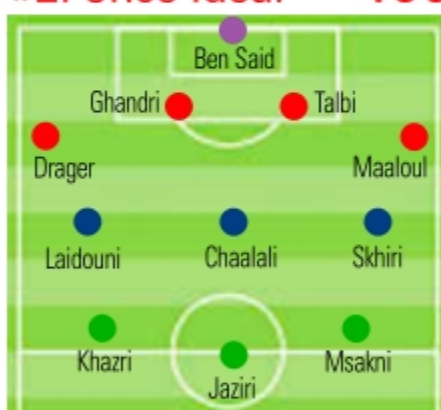 Ben Said
Ghandri Talbi
Drager Maaloul
Laidouni Chaalali Skhiri
Khazri Msakni
Jaziri